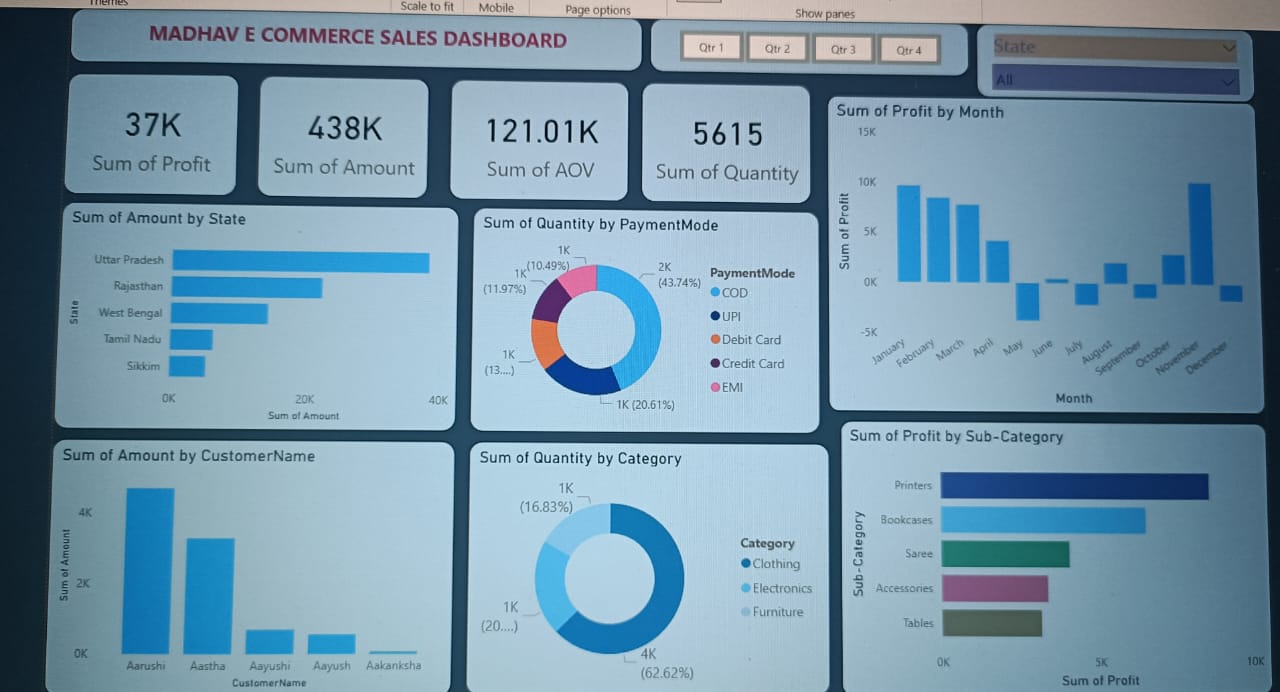 Themes
Scale to fit
Mobile
Page options
Show panes
MADHAV E COMMERCE SALES DASHBOARD
Qtr 1
Qtr 2
Qtr 3
Qtr 4
State
All
37K
Sum of Profit
438K
Sum of Amount
121.01K
Sum of AOV
5615
Sum of Quantity
Sum of Profit by Month
15K
10K
5K
0K
-5K
Sum of Profit
January
February
March
April
May
June
July
August
September
October
November
December
Month
Sum of Amount by State
State
Uttar Pradesh
Rajasthan
West Bengal
Tamil Nadu
Sikkim
0K
20K
40K
Sum of Amount
Sum of Quantity by PaymentMode
1K
(10.49%)
1K
(11.97%)
1K
(13....)
2K
(43.74%)
1K (20.61%)
PaymentMode
COD
UPI
Debit Card
Credit Card
EMI
Sum of Amount by CustomerName
Sum of Amount
4K
2K
0K
Aarushi
Aastha
Aayushi
Aayush
Aakanksha
CustomerName
Sum of Quantity by Category
1K
(16.83%)
1K
(20....)
4K
(62.62%)
Category
Clothing
Electronics
Furniture
Sum of Profit by Sub-Category
Sub-Category
Printers
Bookcases
Saree
Accessories
Tables
0K
5K
10K
Sum of Profit